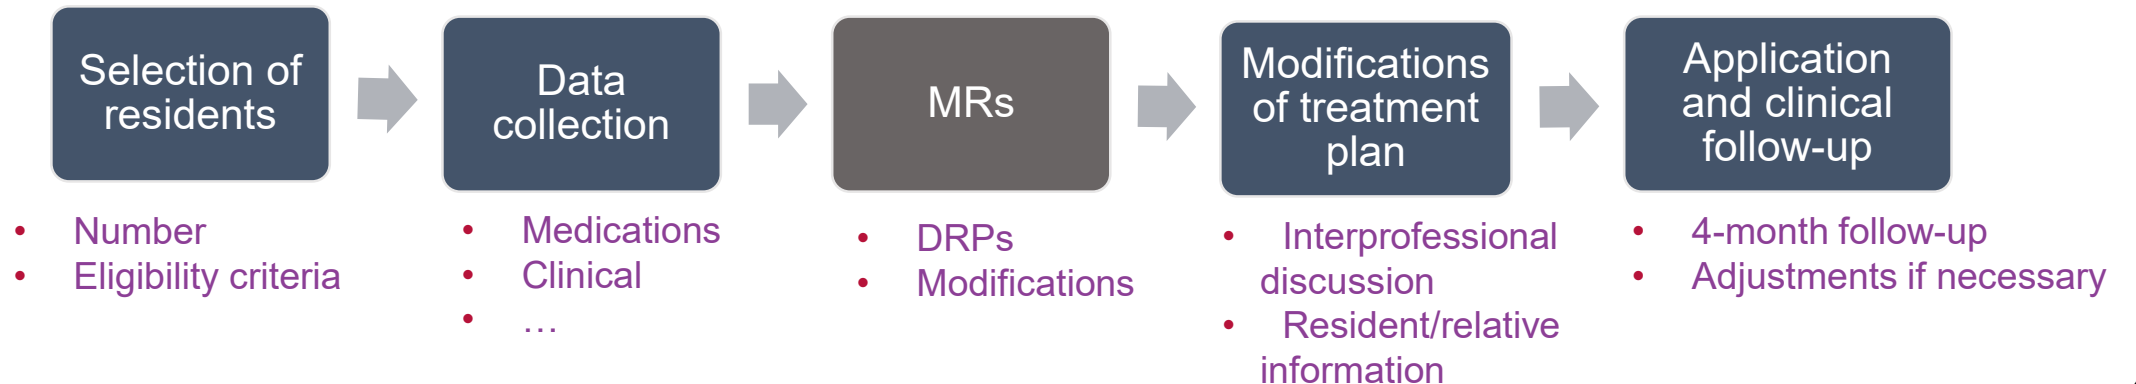 Selection of
residents
Data
collection
MRs
Modifications
of treatment
plan
Application
and clinical
follow-up
• Number
• Eligibility criteria
• Medications
• Clinical
• …
• DRPs
• Modifications
• Interprofessional
discussion
• Resident/relative
information
• 4-month follow-up
• Adjustments if necessary